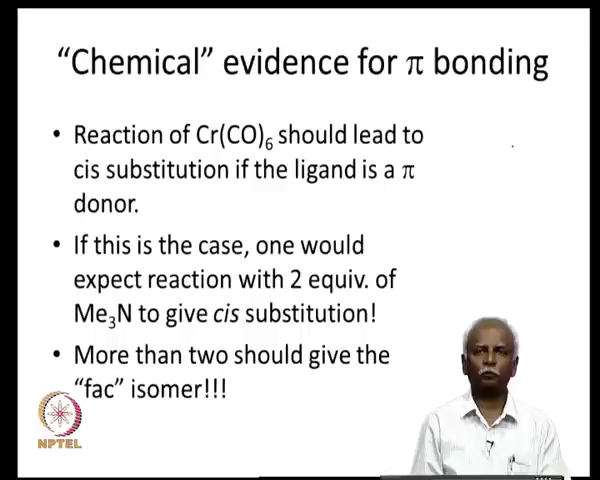 “Chemical” evidence for π bonding
• Reaction of Cr(CO)₆ should lead to
cis substitution if the ligand is a π
donor.
• If this is the case, one would
expect reaction with 2 equiv. of
Me₃N to give cis substitution!
• More than two should give the
“fac” isomer!!!
NPTEL